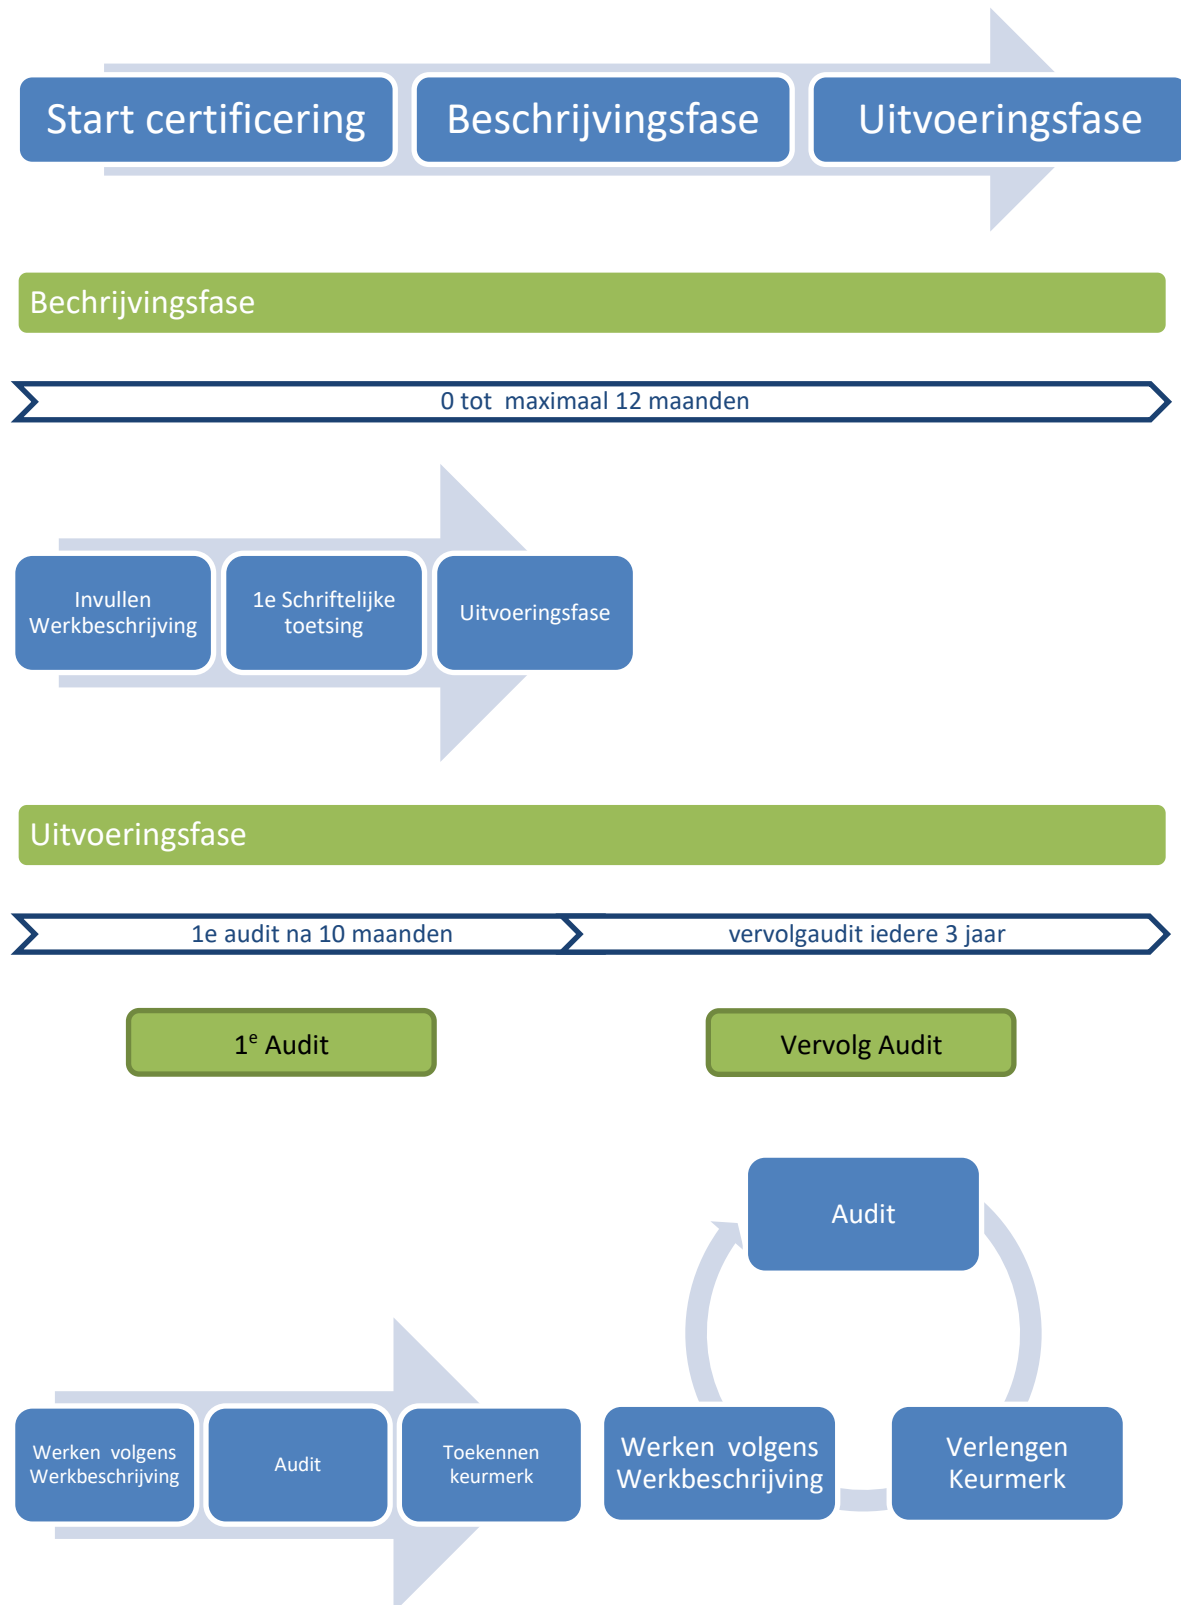 Start certificering
Beschrijvingsfase
Uitvoeringsfase
Bechrijvingsfase
0 tot  maximaal 12 maanden
Invullen
Werkbeschrijving
1e Schriftelijke
toetsing
Uitvoeringsfase
Uitvoeringsfase
1e audit na 10 maanden
vervolgaudit iedere 3 jaar
1e Audit
Vervolg Audit
Werken  volgens
Werkbeschrijving
Audit
Toekennen
keurmerk
Audit
Werken  volgens
Werkbeschrijving
Verlengen
Keurmerk